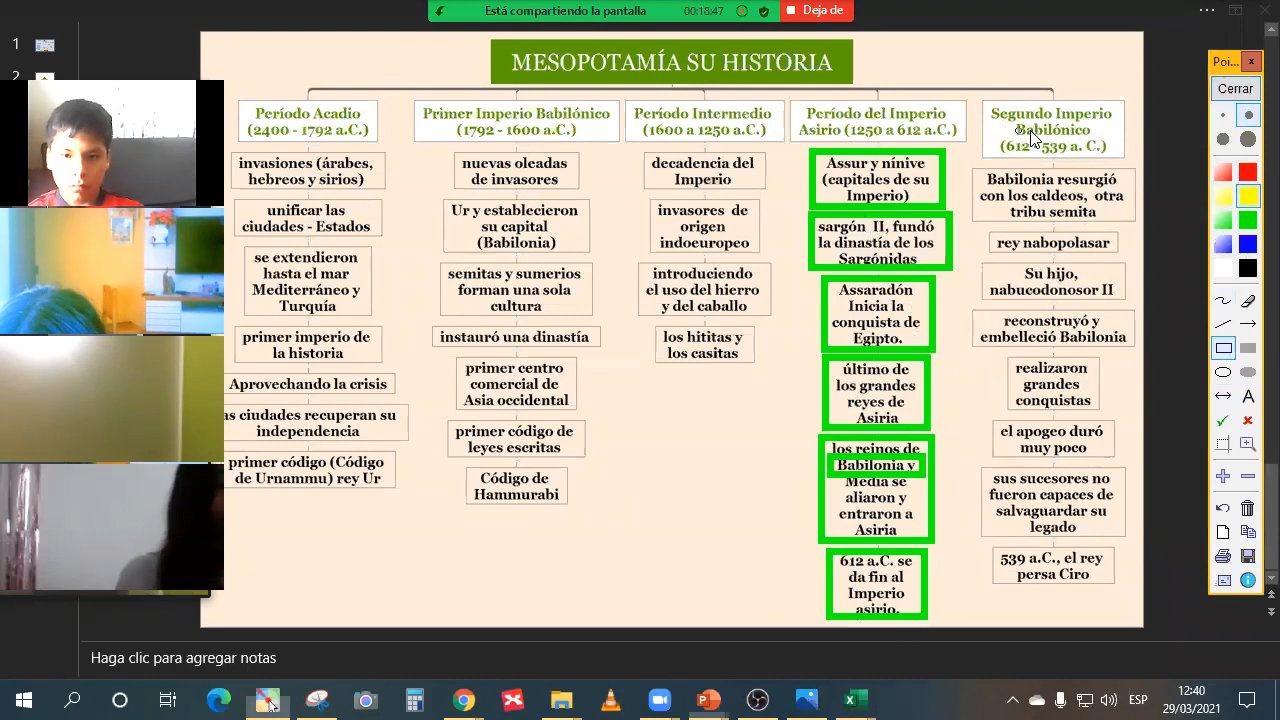 Está compartiendo la pantalla
00:18:47
Deja de
1
2
MESOPOTAMÍA SU HISTORIA
Período Acadio
(2400 - 1792 a.C.)
invasiones (árabes,
hebreos y sirios)
unificar las
ciudades - Estados
se extendieron
hasta el mar
Mediterráneo y
Turquía
primer imperio de
la historia
Aprovechando la crisis
as ciudades recuperan su
independencia
primer código (Código
de Urnammu) rey Ur
Primer Imperio Babilónico
(1792 - 1600 a.C.)
nuevas oleadas
de invasores
Ur y establecieron
su capital
(Babilonia)
semitas y sumerios
forman una sola
cultura
instauró una dinastía
primer centro
comercial de
Asia occidental
primer código de
leyes escritas
Código de
Hammurabi
Período Intermedio
(1600 a 1250 a.C.)
decadencia del
Imperio
invasores de
origen
indoeuropeo
introduciendo
el uso del hierro
y del caballo
los hititas y
los casitas
Período del Imperio
Asirio (1250 a 612 a.C.)
Assur y nínive
(capitales de su
Imperio)
sargón II, fundó
la dinastía de los
Sargónidas
Assaradón
Inicia la
conquista de
Egipto.
último de
los grandes
reyes de
Asiria
los reinos de
Babilonia y
Media se
aliaron y
entraron a
Asiria
612 a.C. se
da fin al
Imperio
asirio.
Segundo Imperio
Babilónico
(612 - 539 a. C.)
Babilonia resurgió
con los caldeos, otra
tribu semita
rey nabopolasar
Su hijo,
nabucodonosor II
reconstruyó y
embelleció Babilonia
realizaron
grandes
conquistas
el apogeo duró
muy poco
sus sucesores no
fueron capaces de
salvaguardar su
legado
539 a.C., el rey
persa Ciro
Poi...
Cerrar
A
Haga clic para agregar notas
ESP
12:40
29/03/2021